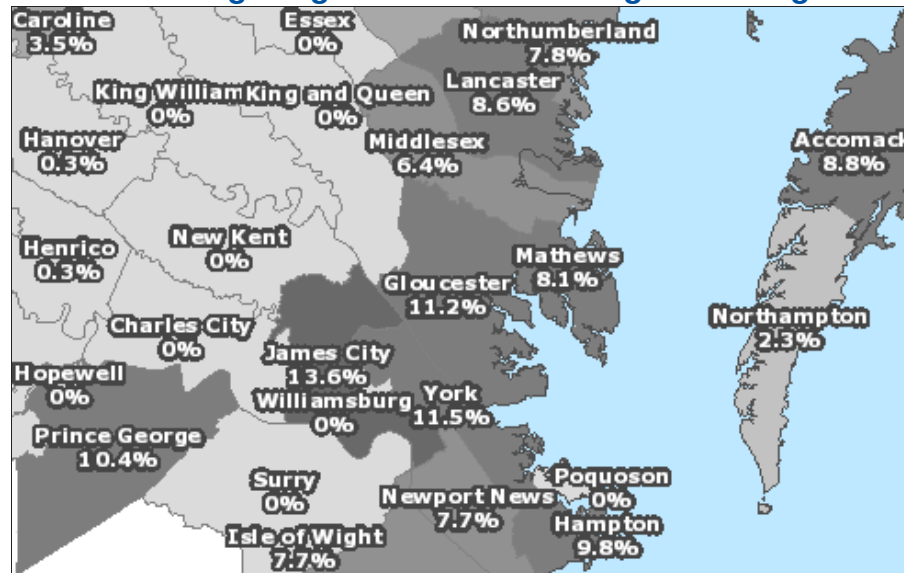 Caroline
3.5%
Essex
0%
Northumberland
7.8%
King William
0%
King and Queen
0%
Lancaster
8.6%
Hanover
0.3%
Middlesex
6.4%
Accomack
8.8%
Henrico
0.3%
New Kent
0%
Mathews
8.1%
Gloucester
11.2%
Northampton
2.3%
Charles City
0%
James City
13.6%
Hopewell
0%
Williamsburg
0%
York
11.5%
Prince George
10.4%
Surry
0%
Newport News
7.7%
Poquoson
0%
Hampton
9.8%
Isle of Wight
7.7%